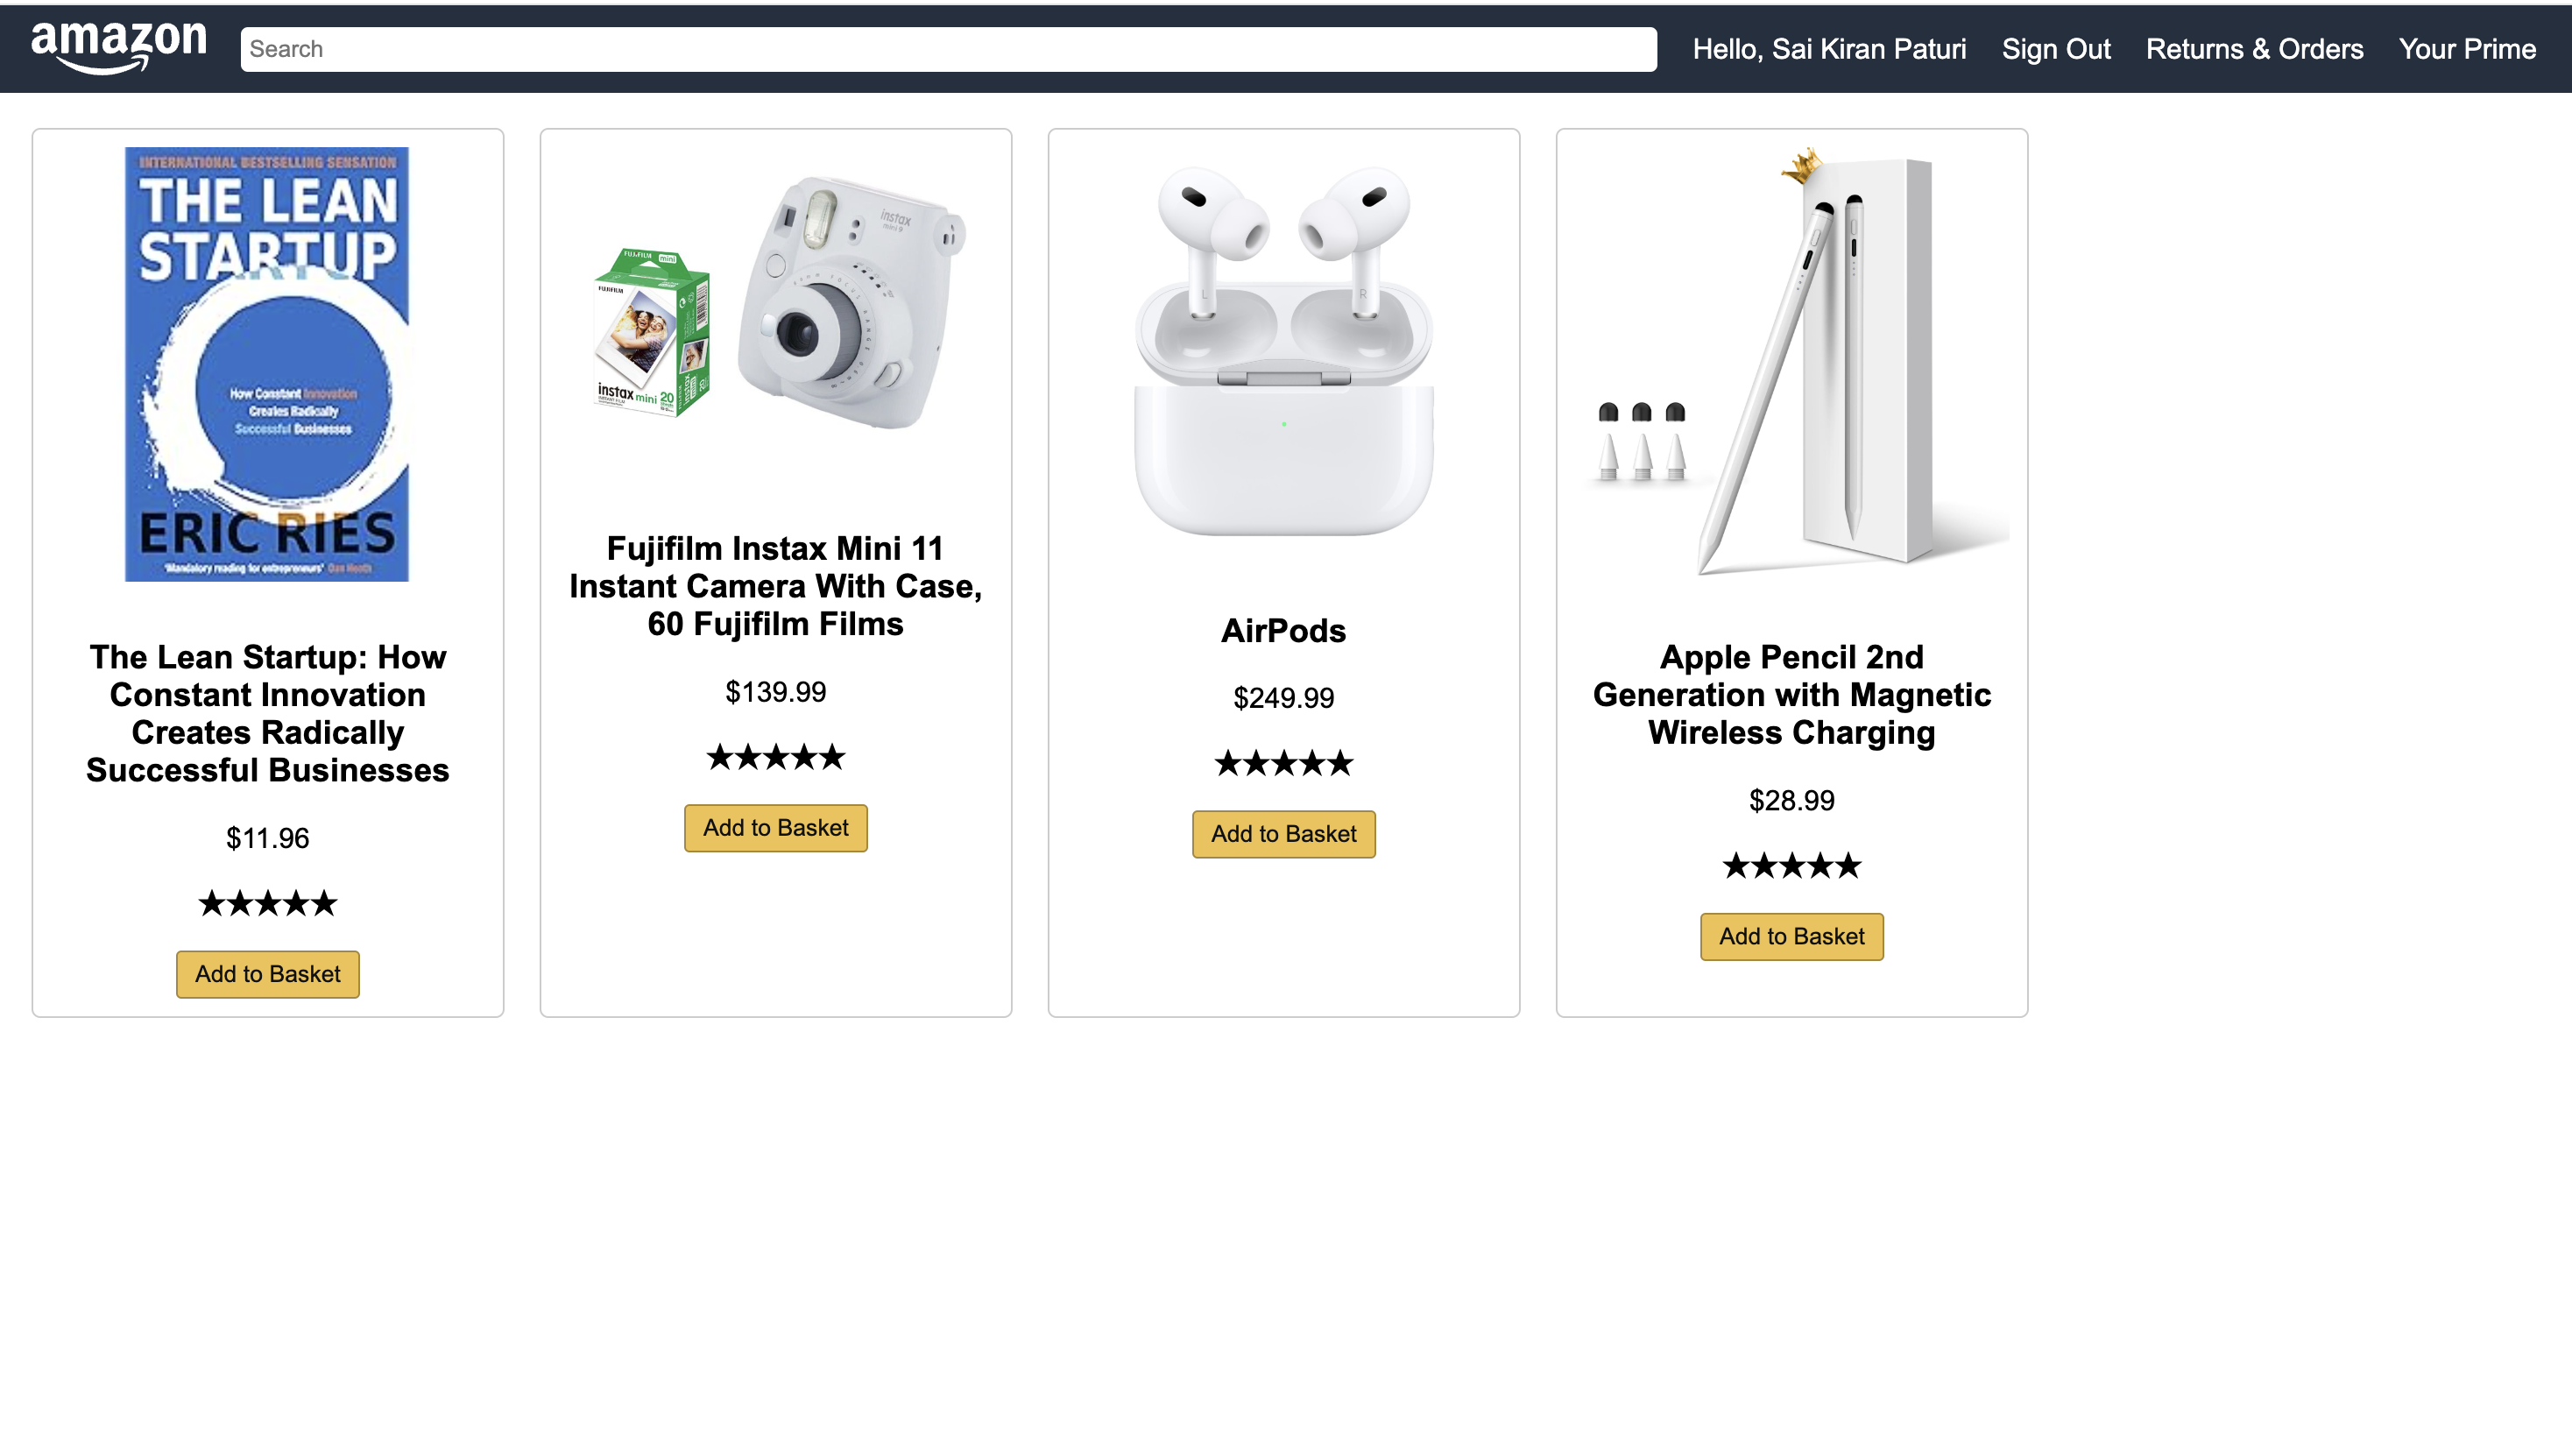 amazon
Search
Hello, Sai Kiran Paturi
Sign Out
Returns & Orders
Your Prime
INTERNATIONAL BESTSELLING SENSATION
THE LEAN
STARTUP
How Constant Innovation
Creates Radically
Successful Businesses
ERIC RIES
'Mandatory reading for entrepreneurs' Dan Heath
The Lean Startup: How
Constant Innovation
Creates Radically
Successful Businesses
$11.96
★★★★★
Add to Basket
instax
mini 9
FUJIFILM
mini
FUJIFILM
instax mini 20
instax
mini
20
Fujifilm Instax Mini 11
Instant Camera With Case,
60 Fujifilm Films
$139.99
★★★★★
Add to Basket
L
R
AirPods
$249.99
★★★★★
Add to Basket
Apple Pencil 2nd
Generation with Magnetic
Wireless Charging
$28.99
★★★★★
Add to Basket